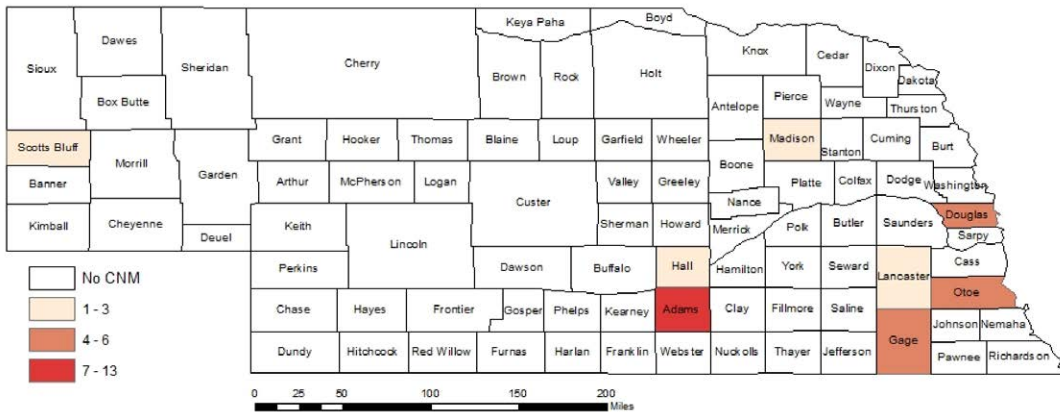 Keya Paha
Boyd
Dawes
Sioux
Sheridan
Cherry
Brown
Rock
Holt
Knox
Cedar
Dixon
Dakota
Box Butte
Antelope
Pierce
Wayne
Thurston
Scotts Bluff
Morrill
Garden
Grant
Hooker
Thomas
Blaine
Loup
Garfield
Wheeler
Madison
Stanton
Cuming
Burt
Banner
Arthur
McPherson
Logan
Custer
Valley
Greeley
Boone
Platte
Colfax
Dodge
Washington
Nance
Kimball
Cheyenne
Deuel
Keith
Lincoln
Sherman
Howard
Merrick
Polk
Butler
Saunders
Douglas
Sarpy
Perkins
Dawson
Buffalo
Hall
Hamilton
York
Seward
Lancaster
Cass
Otoe
Chase
Hayes
Frontier
Gosper
Phelps
Kearney
Adams
Clay
Fillmore
Saline
Gage
Johnson
Nemaha
Dundy
Hitchcock
Red Willow
Furnas
Harlan
Franklin
Webster
Nuckolls
Thayer
Jefferson
Pawnee
Richardson
No CNM
1 - 3
4 - 6
7 - 13
0 25 50 100 150 200
Miles